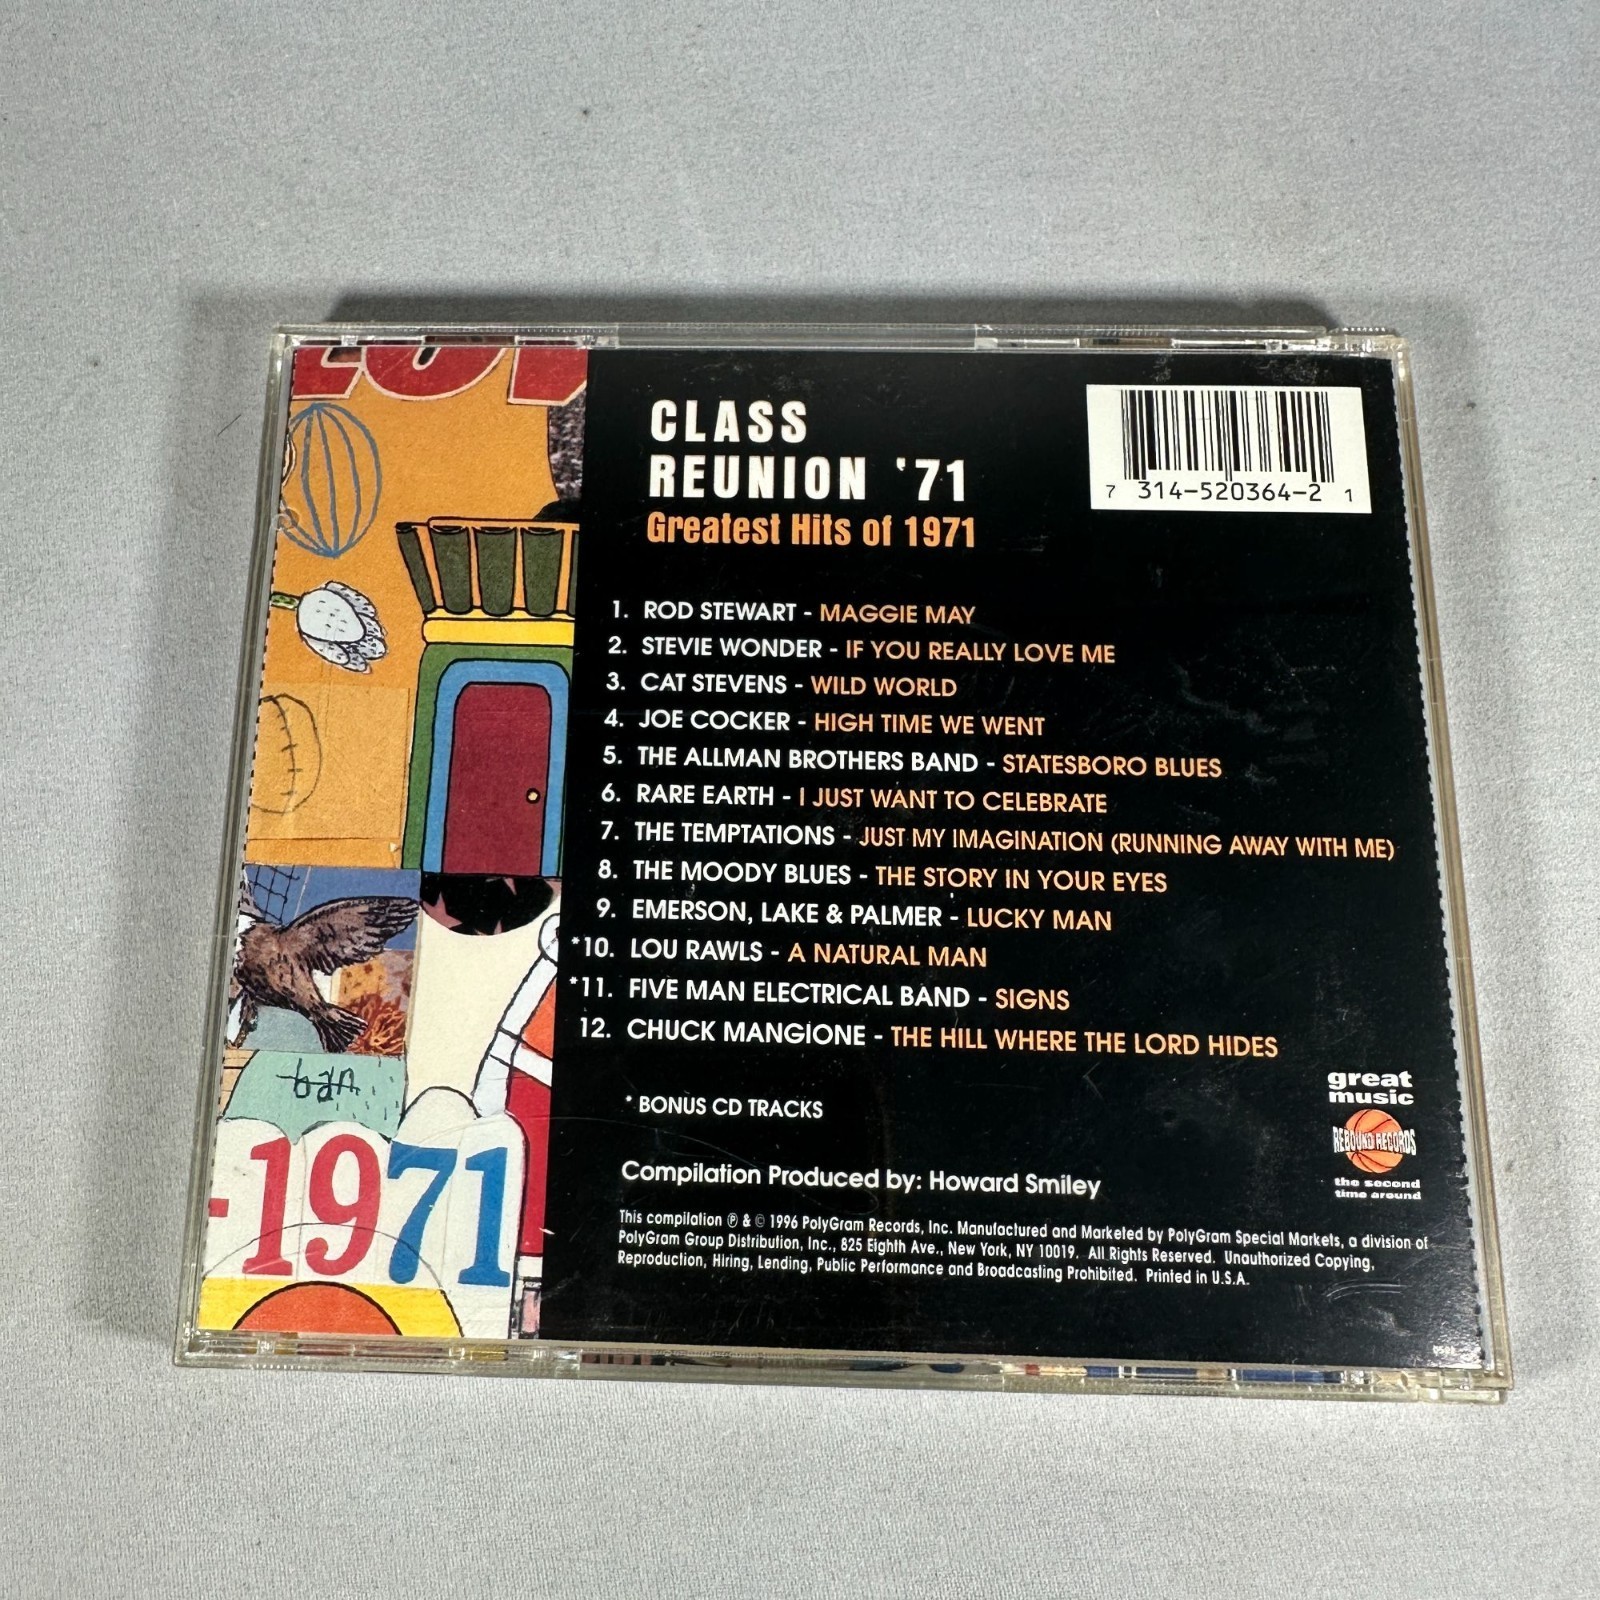 CLASS
REUNION '71
Greatest Hits of 1971
7 314-520364-2 1
1. ROD STEWART - MAGGIE MAY
2. STEVIE WONDER - IF YOU REALLY LOVE ME
3. CAT STEVENS - WILD WORLD
4. JOE COCKER - HIGH TIME WE WENT
5. THE ALLMAN BROTHERS BAND - STATESBORO BLUES
6. RARE EARTH - I JUST WANT TO CELEBRATE
7. THE TEMPTATIONS - JUST MY IMAGINATION (RUNNING AWAY WITH ME)
8. THE MOODY BLUES - THE STORY IN YOUR EYES
9. EMERSON, LAKE & PALMER - LUCKY MAN
*10. LOU RAWLS - A NATURAL MAN
*11. FIVE MAN ELECTRICAL BAND - SIGNS
12. CHUCK MANGIONE - THE HILL WHERE THE LORD HIDES
* BONUS CD TRACKS
great
music
REBOUND RECORDS
the second
time around
Compilation Produced by: Howard Smiley
This compilation ℗ & © 1996 PolyGram Records, Inc. Manufactured and Marketed by PolyGram Special Markets, a division of
PolyGram Group Distribution, Inc., 825 Eighth Ave., New York, NY 10019. All Rights Reserved. Unauthorized Copying,
Reproduction, Hiring, Lending, Public Performance and Broadcasting Prohibited. Printed in U.S.A.
ban
-1971